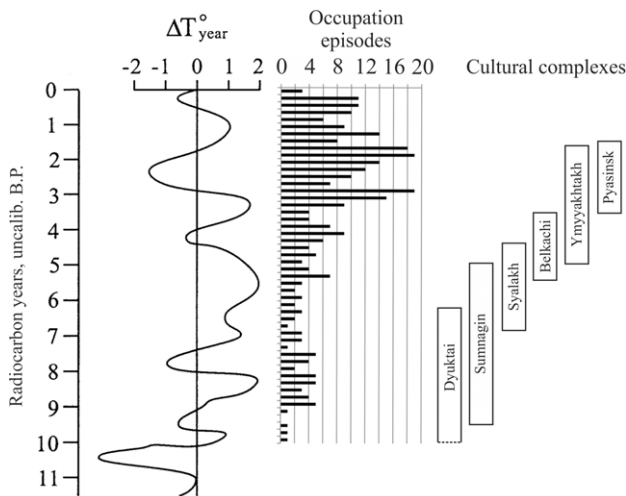 ΔT°year
Occupation
episodes
Cultural complexes
-2 -1 0 1 2
0 4 8 12 16 20
Radiocarbon years, uncalib. B.P.
0
1
2
3
4
5
6
7
8
9
10
11
Dyuktai
Sumnagin
Syalakh
Belkachi
Ymyyakhtakh
Pyasinsk